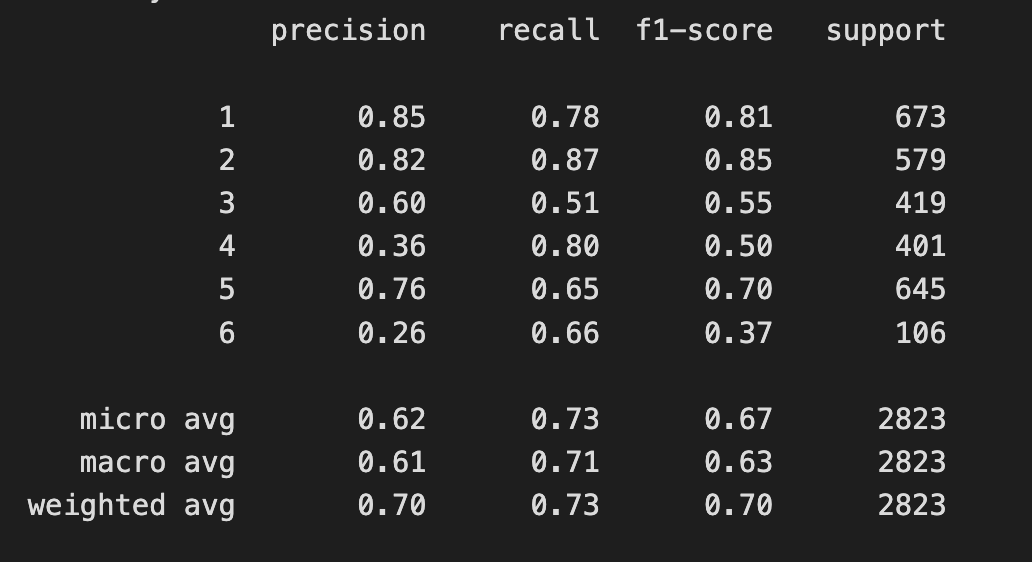 precision recall f1-score support
1 0.85 0.78 0.81 673
2 0.82 0.87 0.85 579
3 0.60 0.51 0.55 419
4 0.36 0.80 0.50 401
5 0.76 0.65 0.70 645
6 0.26 0.66 0.37 106
micro avg 0.62 0.73 0.67 2823
macro avg 0.61 0.71 0.63 2823
weighted avg 0.70 0.73 0.70 2823